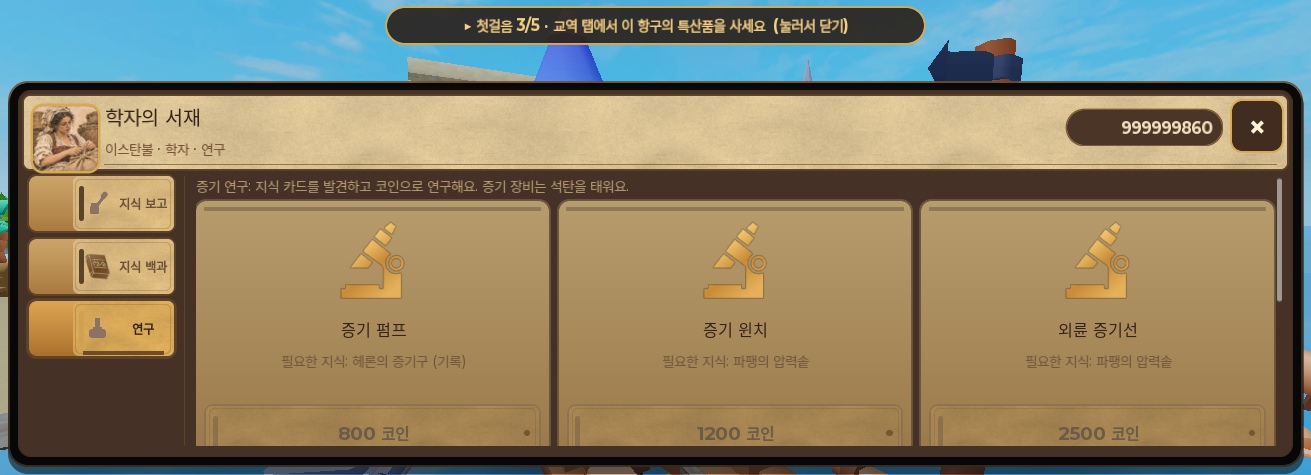 ▸ 첫걸음 3/5 · 교역 탭에서 이 항구의 특산품을 사세요 (눌러서 닫기)
학자의 서재
999999860
×
이스탄불 · 학자 · 연구
지식 보고
지식 백과
연구
증기 연구: 지식 카드를 발견하고 코인으로 연구해요. 증기 장비는 석탄을 태워요.
증기 펌프
필요한 지식: 헤론의 증기구 (기록)
800 코인
증기 윈치
필요한 지식: 파팽의 압력솥
1200 코인
외륜 증기선
필요한 지식: 파팽의 압력솥
2500 코인